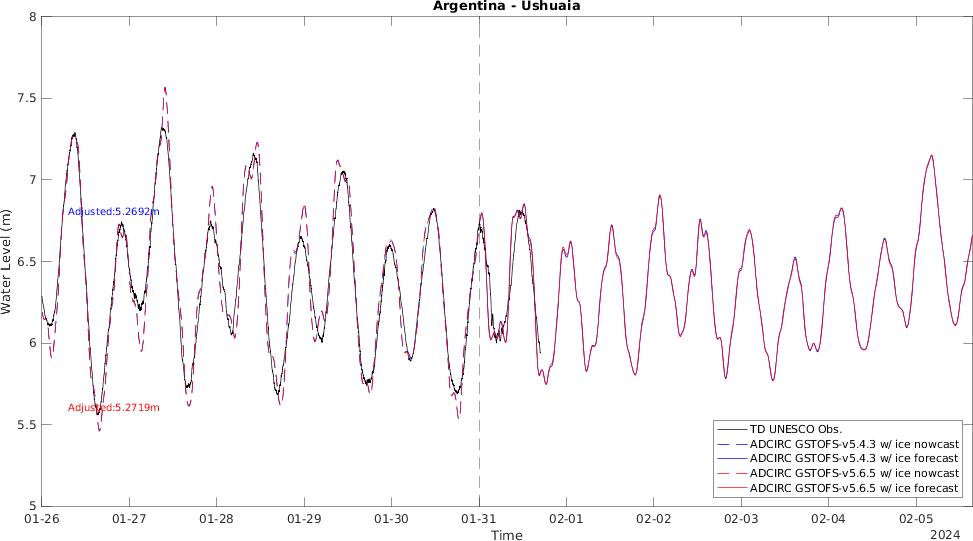 Argentina - Ushuaia
8
7.5
7
6.5
6
5.5
5
Water Level (m)
Adjusted:5.2692m
Adjusted:5.2719m
TD UNESCO Obs.
ADCIRC GSTOFS-v5.4.3 w/ ice nowcast
ADCIRC GSTOFS-v5.4.3 w/ ice forecast
ADCIRC GSTOFS-v5.6.5 w/ ice nowcast
ADCIRC GSTOFS-v5.6.5 w/ ice forecast
01-26 01-27 01-28 01-29 01-30 01-31 02-01 02-02 02-03 02-04 02-05
Time
2024